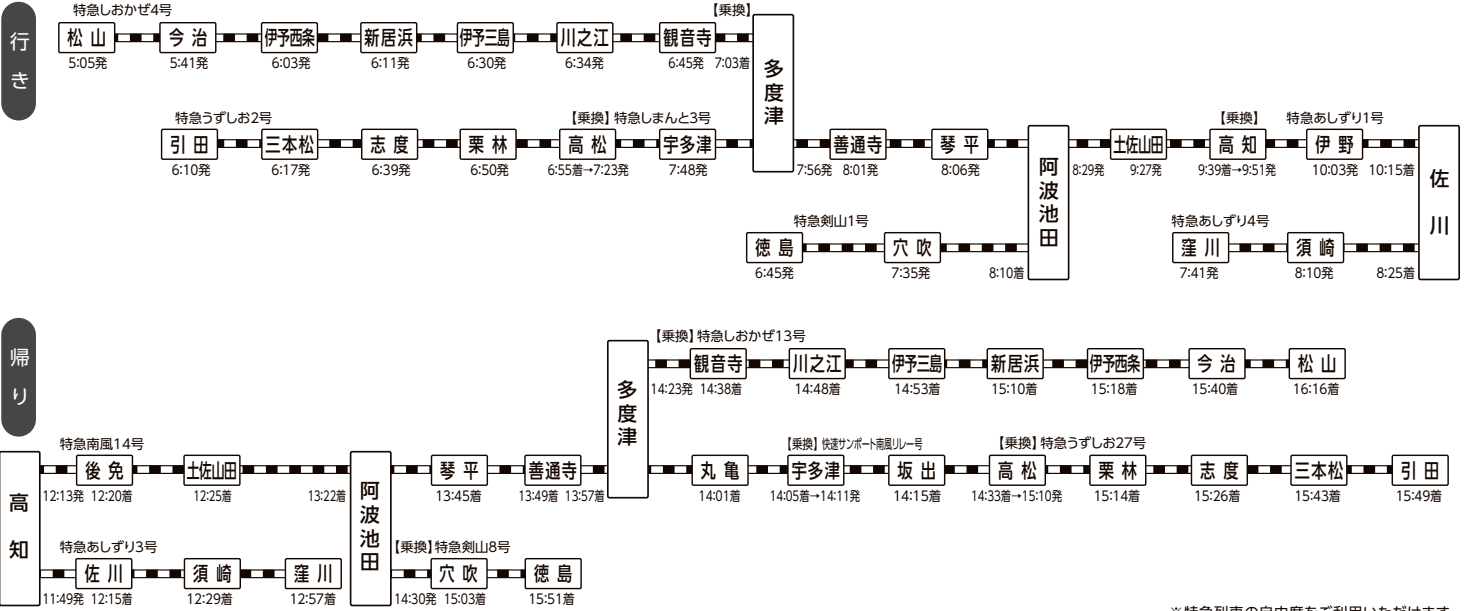 行き
特急しおかぜ4号
【乗換】
松山 今治 伊予西条 新居浜 伊予三島 川之江 観音寺
5:05発 5:41発 6:03発 6:11発 6:30発 6:34発 6:45発 7:03着
多度津
特急うずしお2号
【乗換】特急しまんと3号
【乗換】
特急あしずり1号
引田 三本松 志度 栗林 高松 宇多津 善通寺 琴平 阿波池田 土佐山田 高知 伊野 佐川
6:10発 6:17発 6:39発 6:50発 6:55着→7:23発 7:48発 7:56発 8:01発 8:06発 8:29発 9:27発 9:39着→9:51発 10:03発 10:15着
特急剣山1号
特急あしずり4号
徳島 穴吹 窪川 須崎
6:45発 7:35発 8:10着 7:41発 8:10発 8:25着
帰り
【乗換】特急しおかぜ13号
多度津
観音寺 川之江 伊予三島 新居浜 伊予西条 今治 松山
14:23発 14:38着 14:48着 14:53着 15:10着 15:18着 15:40着 16:16着
特急南風14号
【乗換】快速サンポート南風リレー号
【乗換】特急うずしお27号
高知 後免 土佐山田 阿波池田 琴平 善通寺 丸亀 宇多津 坂出 高松 栗林 志度 三本松 引田
12:13発 12:20着 12:25着 13:22着 13:45着 13:49着 13:57着 14:01着 14:05着→14:11発 14:15着 14:33着→15:10発 15:14着 15:26着 15:43着 15:49着
特急あしずり3号
【乗換】特急剣山8号
佐川 須崎 窪川 穴吹 徳島
11:49発 12:15着 12:29着 12:57着 14:30発 15:03着 15:51着
※特急列車の自由席をご利用いただけます